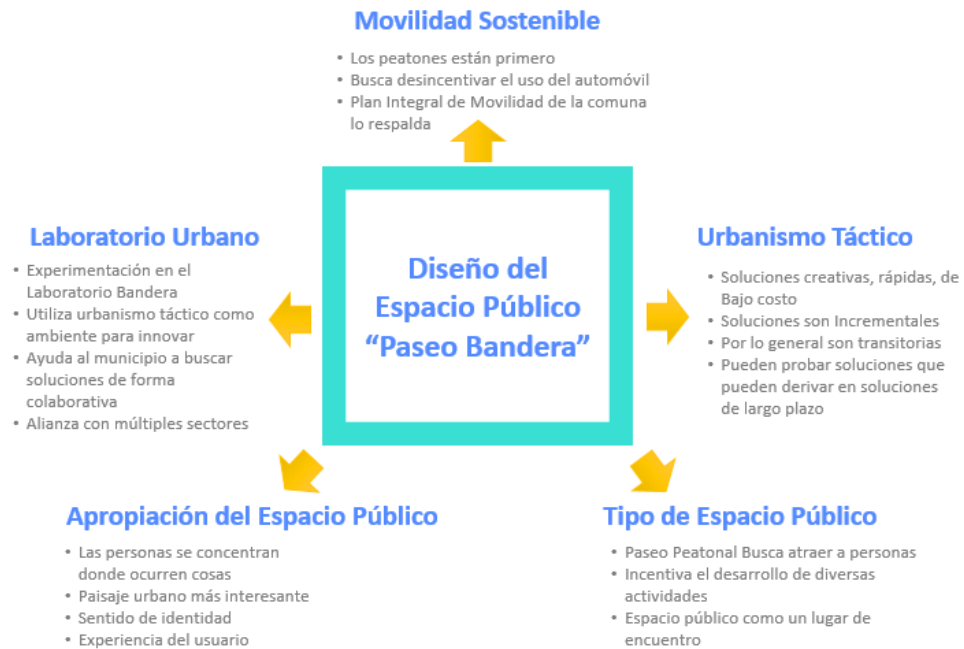 Movilidad Sostenible
• Los peatones están primero
• Busca desincentivar el uso del automóvil
• Plan Integral de Movilidad de la comuna
lo respalda
Laboratorio Urbano
• Experimentación en el
Laboratorio Bandera
• Utiliza urbanismo táctico como
ambiente para innovar
• Ayuda al municipio a buscar
soluciones de forma
colaborativa
• Alianza con múltiples sectores
Diseño del
Espacio Público
“Paseo Bandera”
Urbanismo Táctico
• Soluciones creativas, rápidas, de
Bajo costo
• Soluciones son Incrementales
• Por lo general son transitorias
• Pueden probar soluciones que
pueden derivar en soluciones
de largo plazo
Apropiación del Espacio Público
• Las personas se concentran
donde ocurren cosas
• Paisaje urbano más interesante
• Sentido de identidad
• Experiencia del usuario
Tipo de Espacio Público
• Paseo Peatonal Busca atraer a personas
• Incentiva el desarrollo de diversas
actividades
• Espacio público como un lugar de
encuentro